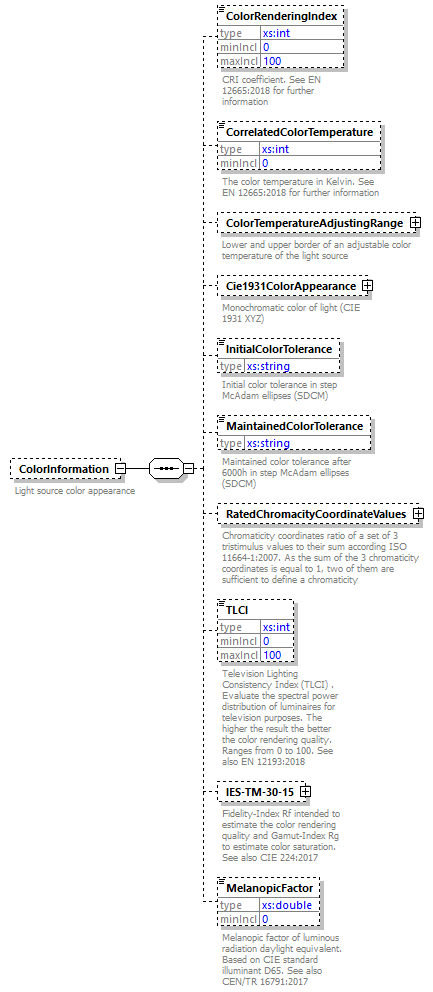 ColorRenderingIndex
type xs:int
minIncl 0
maxIncl 100
CRI coefficient. See EN
12665:2018 for further
information
CorrelatedColorTemperature
type xs:int
minIncl 0
The color temperature in Kelvin. See
EN 12665:2018 for further information
ColorTemperatureAdjustingRange
Lower and upper border of an adjustable color
temperature of the light source
Cie1931ColorAppearance
Monochromatic color of light (CIE
1931 XYZ)
InitialColorTolerance
type xs:string
Initial color tolerance in step
McAdam ellipses (SDCM)
MaintainedColorTolerance
type xs:string
Maintained color tolerance after
6000h in step McAdam ellipses
(SDCM)
ColorInformation
Light source color appearance
RatedChromacityCoordinateValues
Chromaticity coordinates ratio of a set of 3
tristimulus values to their sum according ISO
11664-1:2007. As the sum of the 3 chromaticity
coordinates is equal to 1, two of them are
sufficient to define a chromaticity
TLCI
type xs:int
minIncl 0
maxIncl 100
Television Lighting
Consistency Index (TLCI) .
Evaluate the spectral power
distribution of luminaires for
television purposes. The
higher the result the better
the color rendering quality.
Ranges from 0 to 100. See
also EN 12193:2018
IES-TM-30-15
Fidelity-Index Rf intended to
estimate the color rendering
quality and Gamut-Index Rg
to estimate color saturation.
See also CIE 224:2017
MelanopicFactor
type xs:double
minIncl 0
Melanopic factor of luminous
radiation daylight equivalent.
Based on CIE standard
illuminant D65. See also
CEN/TR 16791:2017